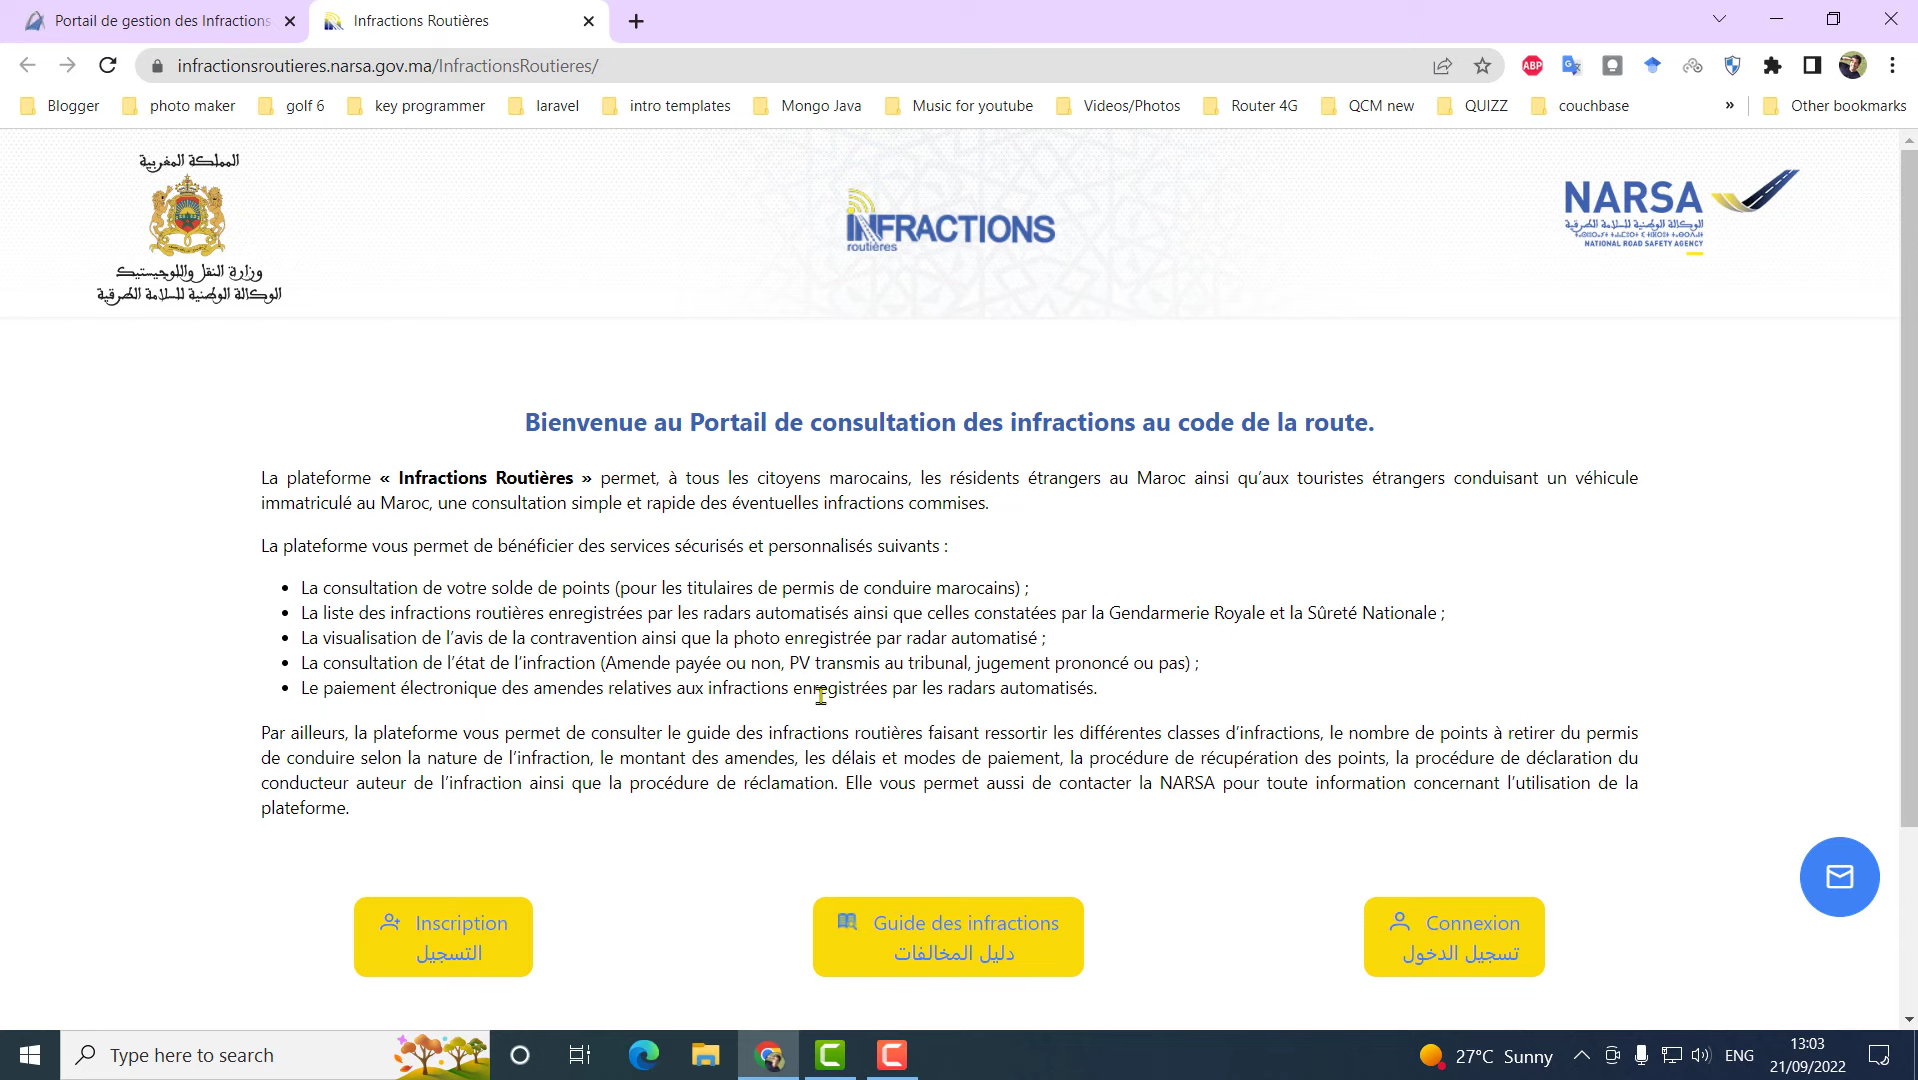 Portail de gestion des Infractions
Infractions Routières
infractionsroutieres.narsa.gov.ma/InfractionsRoutieres/
ABP
Blogger
photo maker
golf 6
key programmer
laravel
intro templates
Mongo Java
Music for youtube
Videos/Photos
Router 4G
QCM new
QUIZZ
couchbase
»
Other bookmarks
المملكة المغربية
وزارة النقل واللوجيستيك
الوكالة الوطنية للسلامة الطرقية
INFRACTIONS
routières
NARSA
الوكالة الوطنية للسلامة الطرقية
NATIONAL ROAD SAFETY AGENCY
Bienvenue au Portail de consultation des infractions au code de la route.
La plateforme « Infractions Routières » permet, à tous les citoyens marocains, les résidents étrangers au Maroc ainsi qu’aux touristes étrangers conduisant un véhicule
immatriculé au Maroc, une consultation simple et rapide des éventuelles infractions commises.
La plateforme vous permet de bénéficier des services sécurisés et personnalisés suivants :
• La consultation de votre solde de points (pour les titulaires de permis de conduire marocains) ;
• La liste des infractions routières enregistrées par les radars automatisés ainsi que celles constatées par la Gendarmerie Royale et la Sûreté Nationale ;
• La visualisation de l’avis de la contravention ainsi que la photo enregistrée par radar automatisé ;
• La consultation de l’état de l’infraction (Amende payée ou non, PV transmis au tribunal, jugement prononcé ou pas) ;
• Le paiement électronique des amendes relatives aux infractions enregistrées par les radars automatisés.
Par ailleurs, la plateforme vous permet de consulter le guide des infractions routières faisant ressortir les différentes classes d’infractions, le nombre de points à retirer du permis
de conduire selon la nature de l’infraction, le montant des amendes, les délais et modes de paiement, la procédure de récupération des points, la procédure de déclaration du
conducteur auteur de l’infraction ainsi que la procédure de réclamation. Elle vous permet aussi de contacter la NARSA pour toute information concernant l’utilisation de la
plateforme.
Inscription
التسجيل
Guide des infractions
دليل المخالفات
Connexion
تسجيل الدخول
Type here to search
27°C Sunny
ENG
13:03
21/09/2022